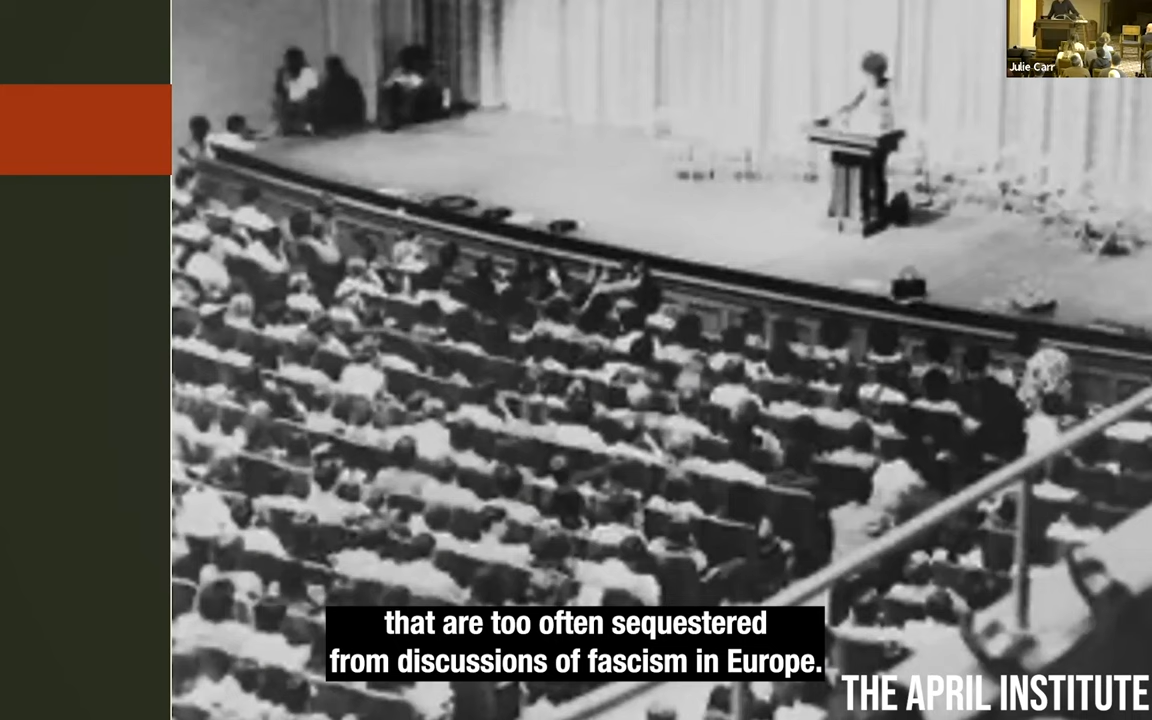 Julie Carr
that are too often sequestered
from discussions of fascism in Europe.
THE APRIL INSTITUTE